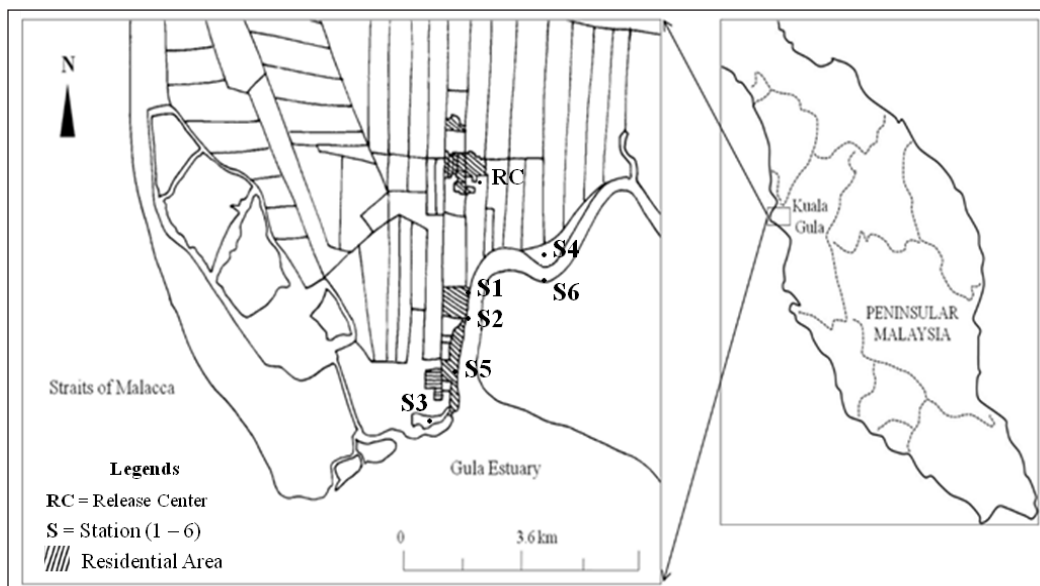 N
RC
S4
S1
S6
S2
S5
S3
Straits of Malacca
Gula Estuary
Legends
RC = Release Center
S = Station (1 – 6)
Residential Area
0 3.6 km
Kuala
Gula
PENINSULAR
MALAYSIA